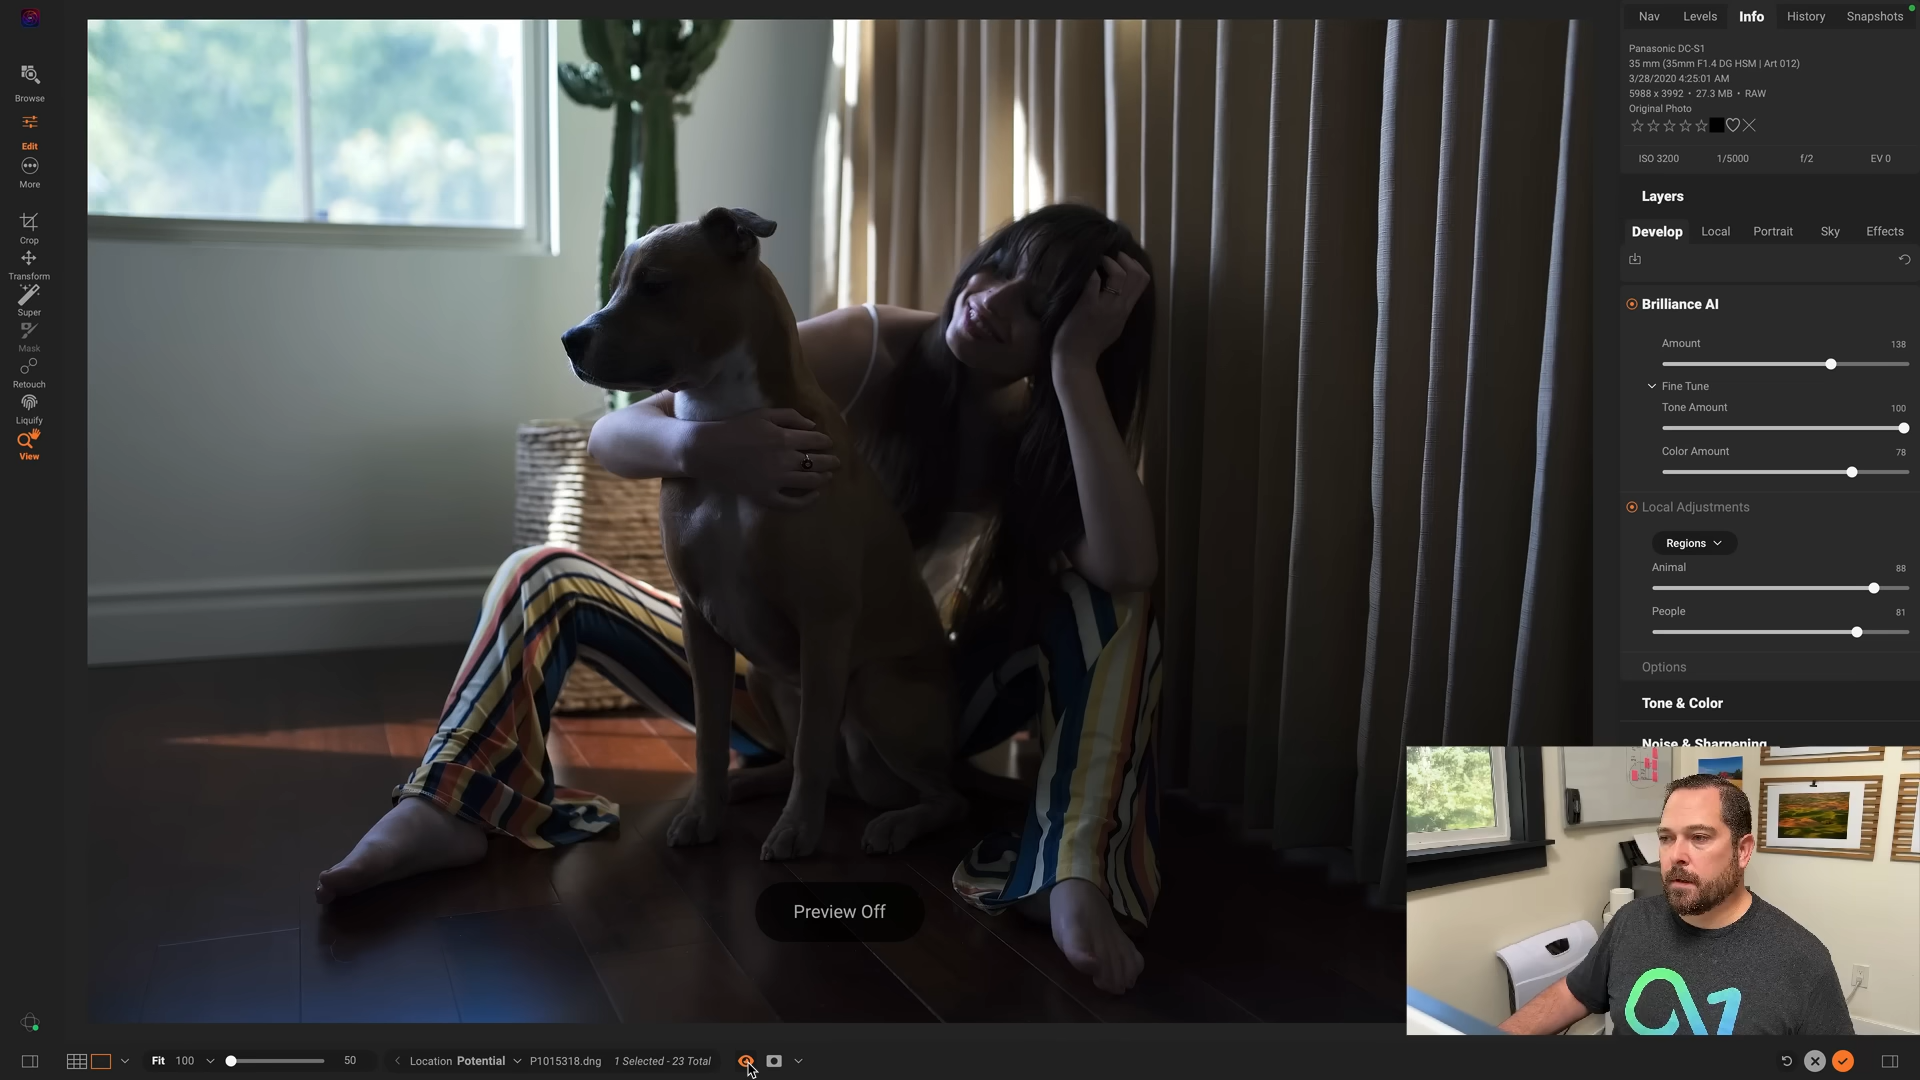 Nav Levels Info History Snapshots
Panasonic DC-S1
35 mm (35mm F1.4 DG HSM | Art 012)
3/28/2020 4:25:01 AM
5988 x 3992 • 27.3 MB • RAW
Original Photo
ISO 3200 1/5000 f/2 EV 0
Layers
Develop Local Portrait Sky Effects
Brilliance AI
Amount 138
Fine Tune
Tone Amount 100
Color Amount 78
Local Adjustments
Regions
Animal 88
People 81
Options
Tone & Color
Noise & Sharpening
Browse
Edit
More
Crop
Transform
Super
Mask
Retouch
Liquify
View
Preview Off
Fit 100 50 Location Potential P1015318.dng 1 Selected - 23 Total